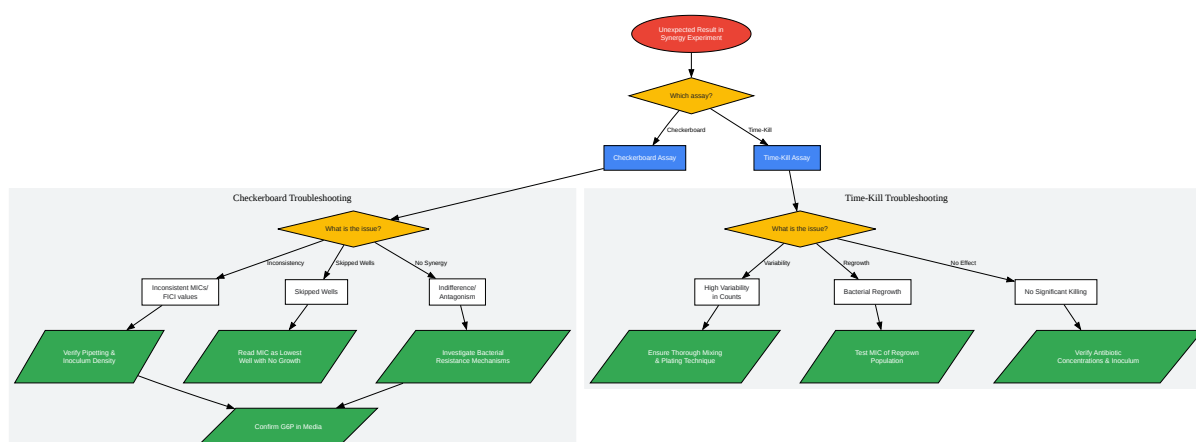 Unexpected Result in
Synergy Experiment
Which assay?
Checkerboard
Time-Kill
Checkerboard Assay
Time-Kill Assay
Checkerboard Troubleshooting
Time-Kill Troubleshooting
What is the issue?
What is the issue?
Inconsistency
Skipped Wells
No Synergy
Variability
Regrowth
No Effect
Inconsistent MICs/
FICI values
Skipped Wells
Indifference/
Antagonism
High Variability
in Counts
Bacterial Regrowth
No Significant Killing
Verify Pipetting &
Inoculum Density
Read MIC as Lowest
Well with No Growth
Investigate Bacterial
Resistance Mechanisms
Ensure Thorough Mixing
& Plating Technique
Test MIC of Regrown
Population
Verify Antibiotic
Concentrations & Inoculum
Confirm G6P in Media